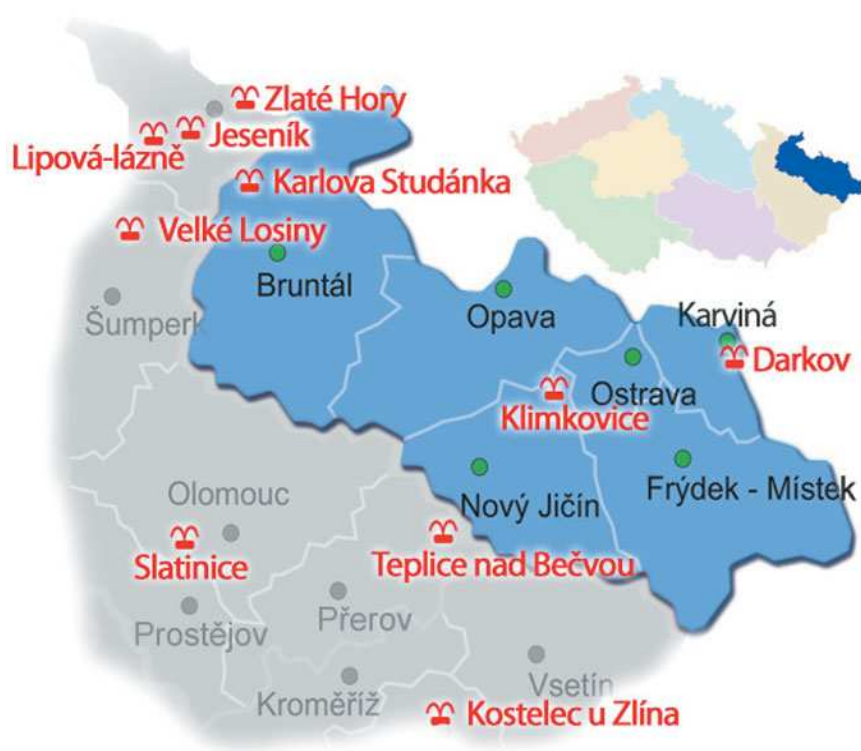 Zlaté Hory
Jeseník
Lipová-lázně
Karlova Studánka
Velké Losiny
Bruntál
Šumperk
Opava
Karviná
Darkov
Ostrava
Klimkovice
Nový Jičín
Frýdek - Místek
Olomouc
Slatinice
Teplice nad Bečvou
Přerov
Prostějov
Vsetín
Kroměříž
Kostelec u Zlína